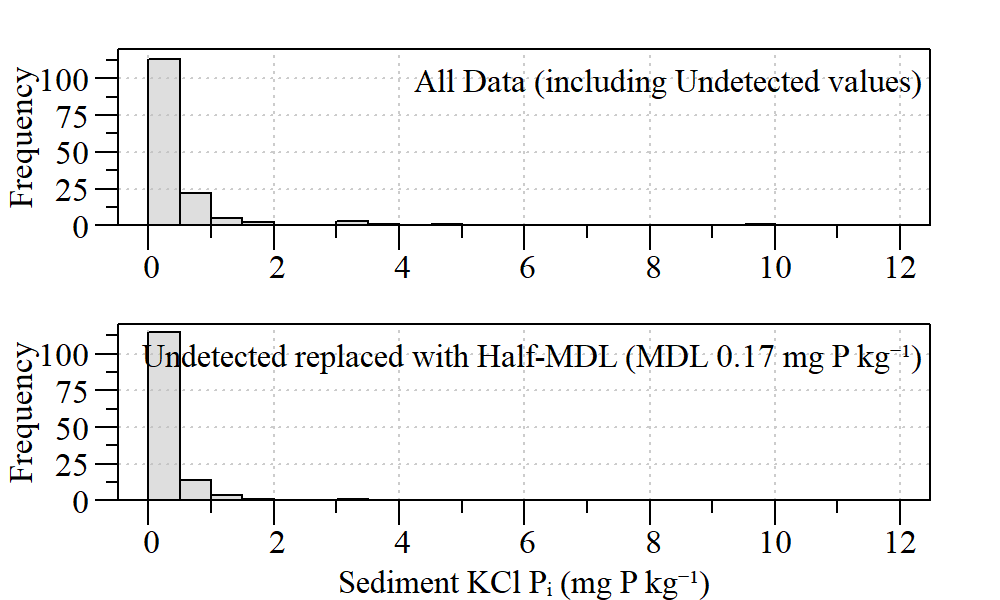 Frequency
100
75
50
25
0
All Data (including Undetected values)
0 2 4 6 8 10 12
Frequency
100
75
50
25
0
Undetected replaced with Half-MDL (MDL 0.17 mg P kg⁻¹)
0 2 4 6 8 10 12
Sediment KCl Pᵢ (mg P kg⁻¹)